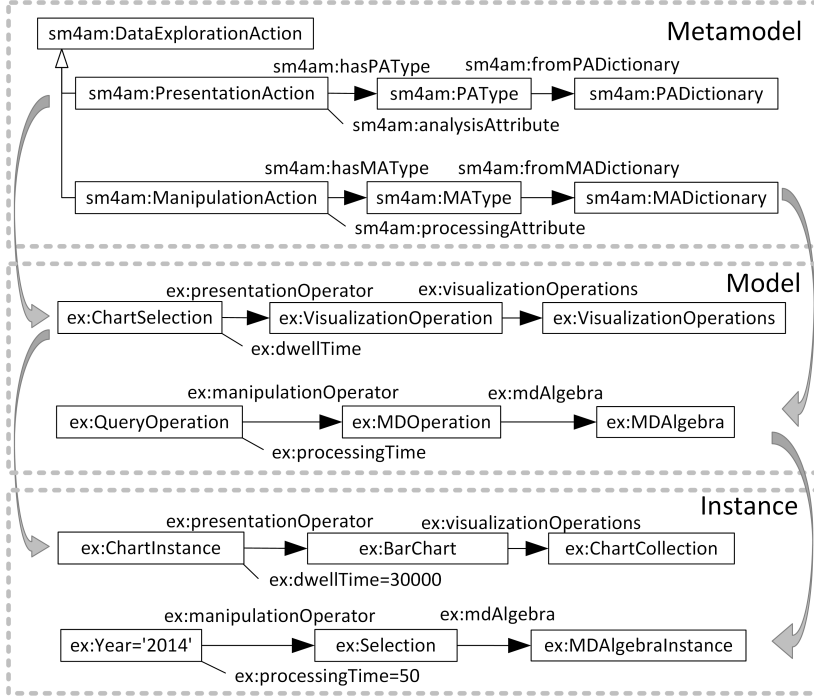 Metamodel
sm4am:DataExplorationAction
sm4am:hasPAType
sm4am:fromPADictionary
sm4am:PresentationAction
sm4am:PAType
sm4am:PADictionary
sm4am:analysisAttribute
sm4am:hasMAType
sm4am:fromMADictionary
sm4am:ManipulationAction
sm4am:MAType
sm4am:MADictionary
sm4am:processingAttribute
Model
ex:presentationOperator
ex:visualizationOperations
ex:ChartSelection
ex:VisualizationOperation
ex:VisualizationOperations
ex:dwellTime
ex:manipulationOperator
ex:mdAlgebra
ex:QueryOperation
ex:MDOperation
ex:MDAlgebra
ex:processingTime
Instance
ex:presentationOperator
ex:visualizationOperations
ex:ChartInstance
ex:BarChart
ex:ChartCollection
ex:dwellTime=30000
ex:manipulationOperator
ex:mdAlgebra
ex:Year='2014'
ex:Selection
ex:MDAlgebraInstance
ex:processingTime=50